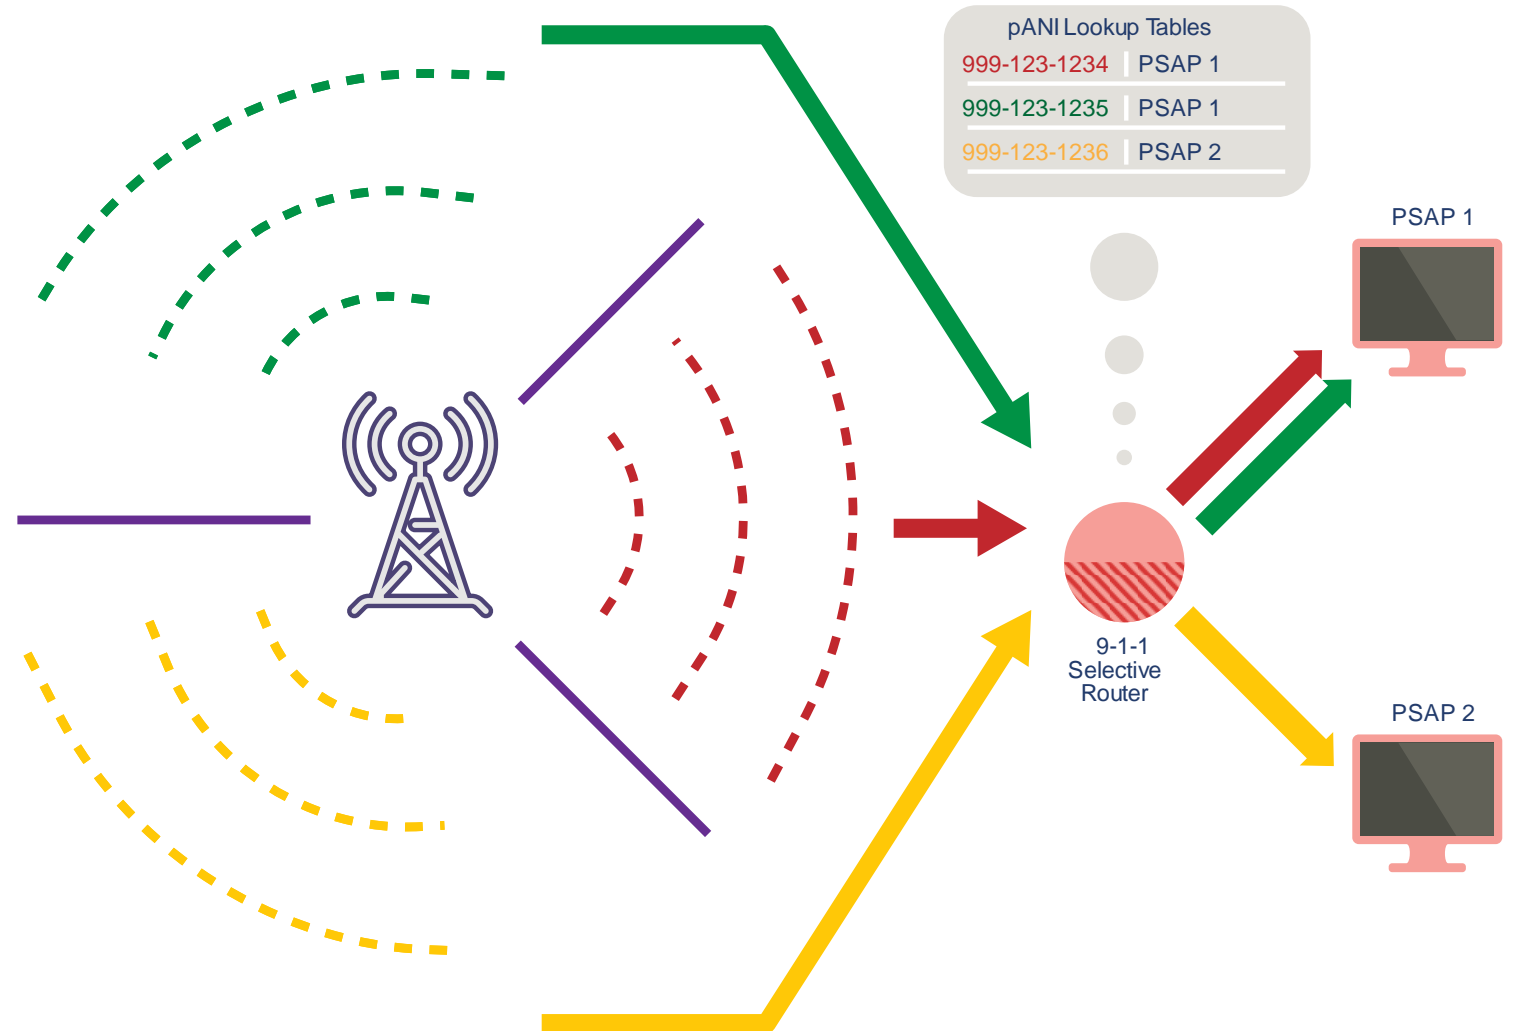 pANI Lookup Tables
999-123-1234 PSAP 1
999-123-1235 PSAP 1
999-123-1236 PSAP 2
PSAP 1
9-1-1
Selective
Router
PSAP 2